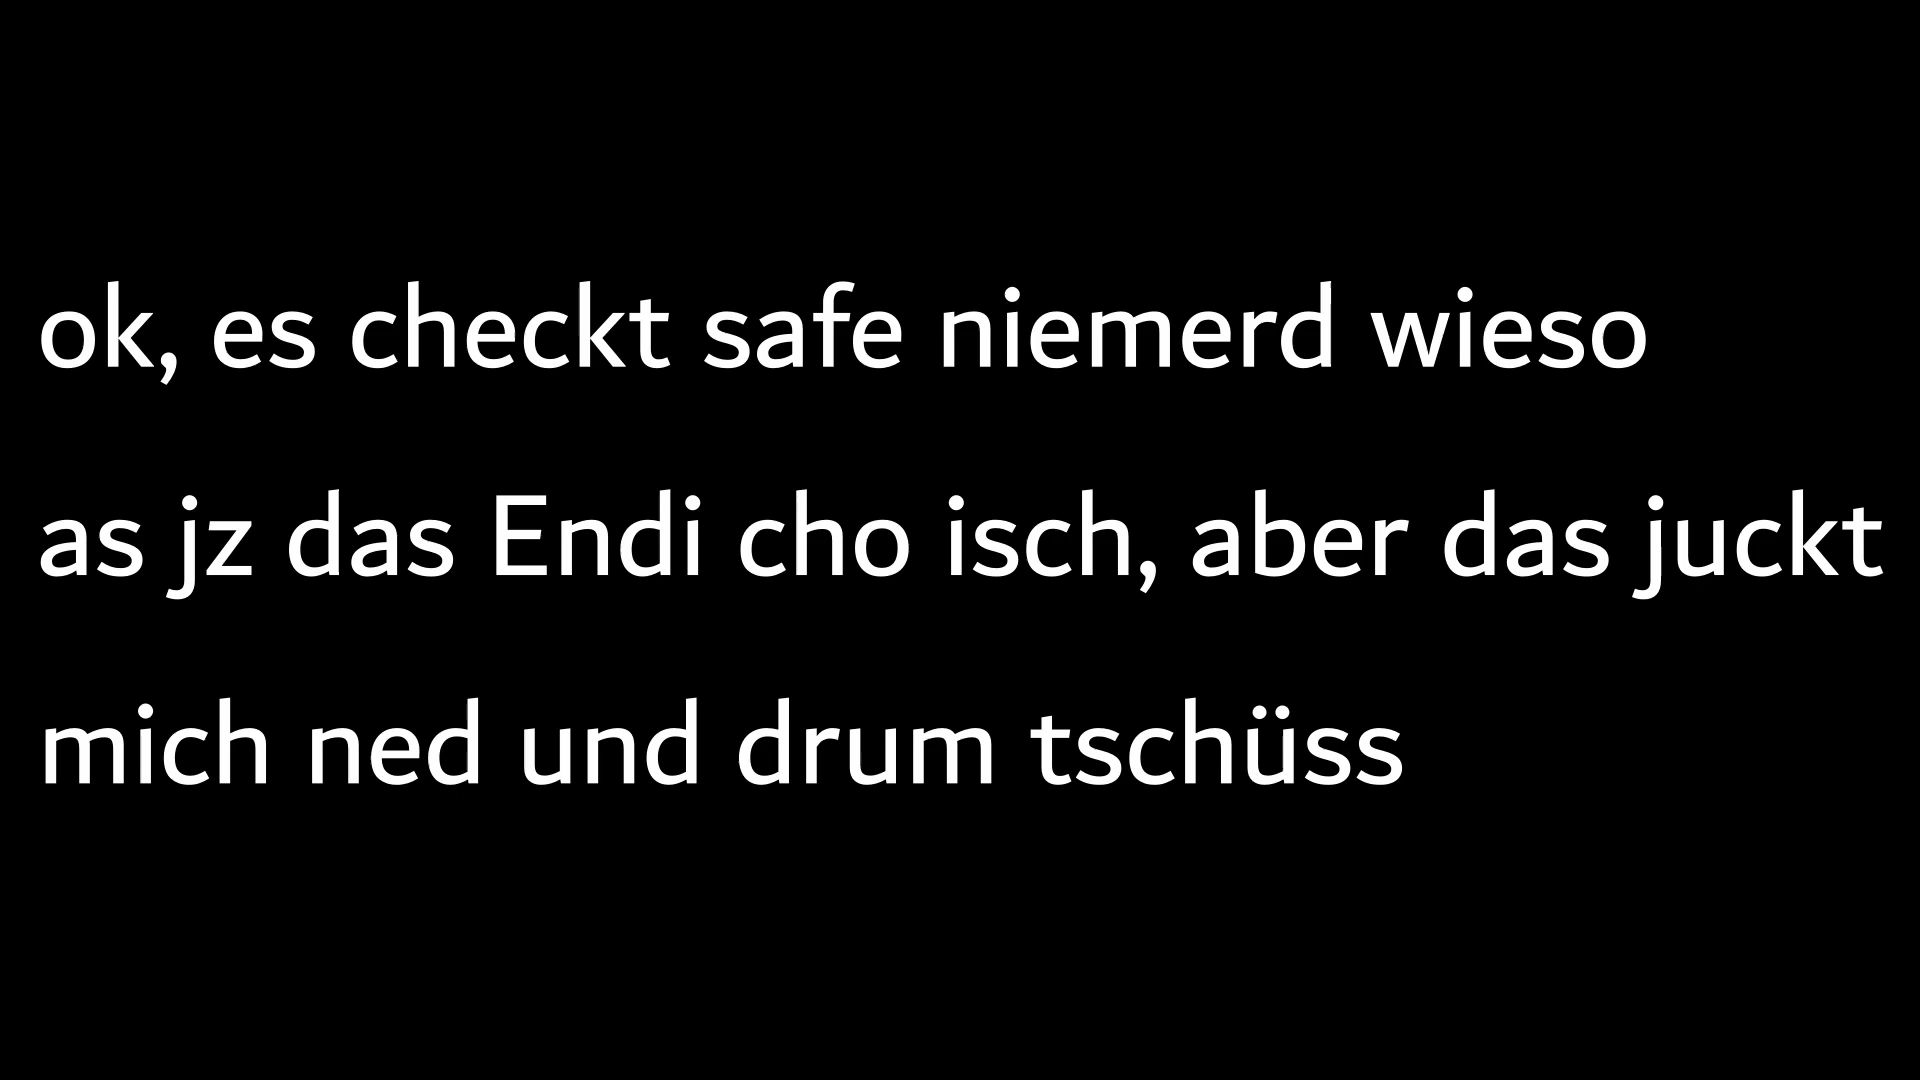 ok, es checkt safe niemerd wieso
as jz das Endi cho isch, aber das juckt
mich ned und drum tschüss